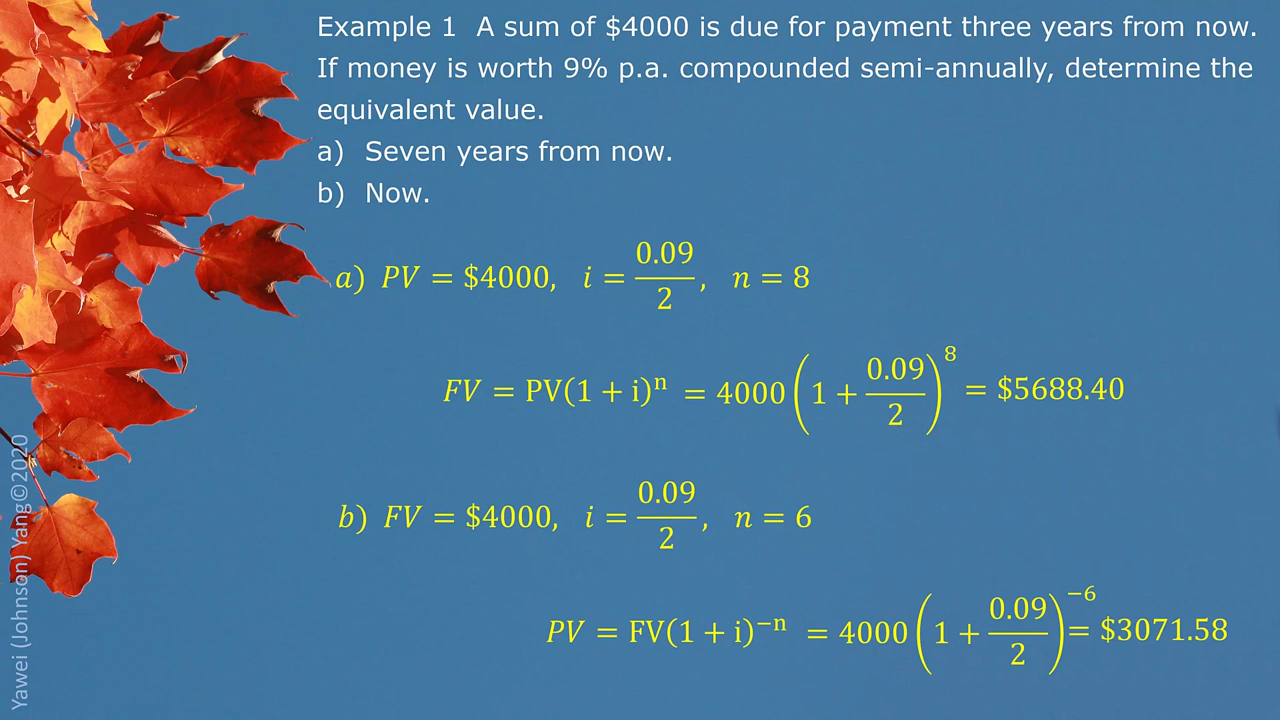 Example 1  A sum of $4000 is due for payment three years from now.
If money is worth 9% p.a. compounded semi-annually, determine the
equivalent value.
a)  Seven years from now.
b)  Now.
a)  PV = $4000,   i = 0.09/2,   n = 8
FV = PV(1 + i)^n = 4000(1 + 0.09/2)^8 = $5688.40
b)  FV = $4000,   i = 0.09/2,   n = 6
PV = FV(1 + i)^−n = 4000(1 + 0.09/2)^−6 = $3071.58
Yawei (Johnson) Yang©2020